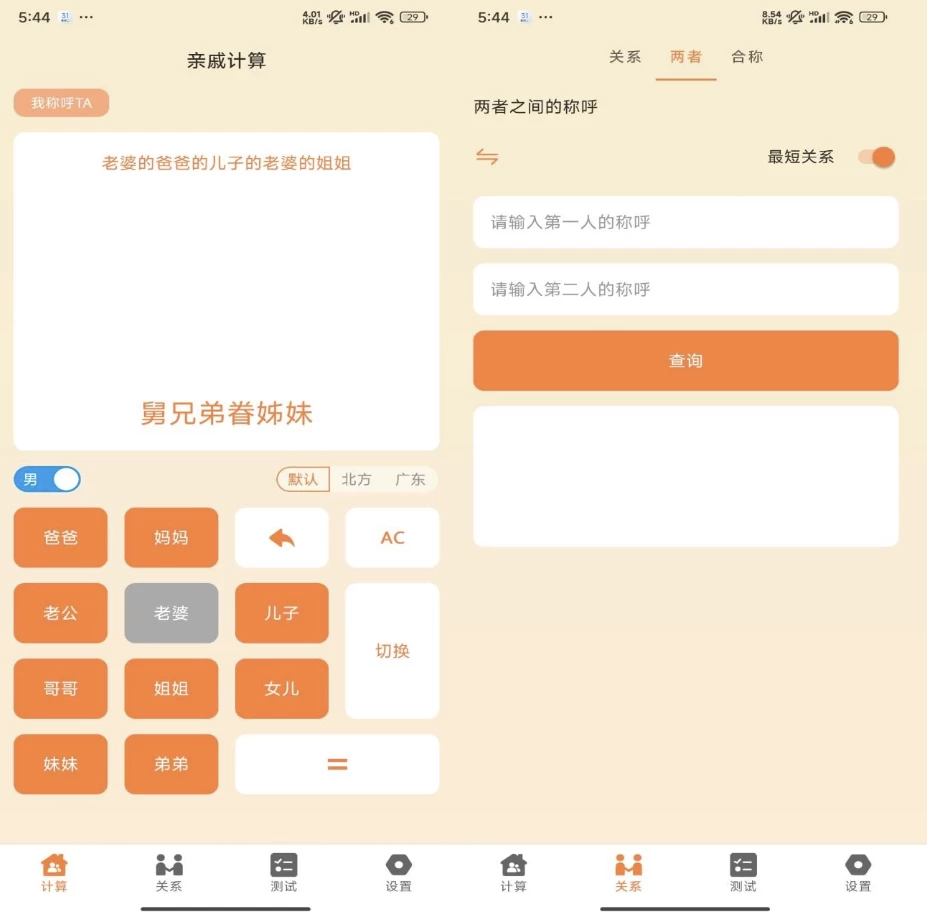 5:44
31
...
4.01
KB/s
HD
29
亲戚计算
我称呼TA
老婆的爸爸的儿子的老婆的姐姐
舅兄弟眷姊妹
男
默认 北方 广东
爸爸 妈妈 AC
老公 老婆 儿子
切换
哥哥 姐姐 女儿
妹妹 弟弟 =
计算 关系 测试 设置
5:44
31
...
8.54
KB/s
HD
29
关系 两者 合称
两者之间的称呼
最短关系
请输入第一人的称呼
请输入第二人的称呼
查询
计算 关系 测试 设置